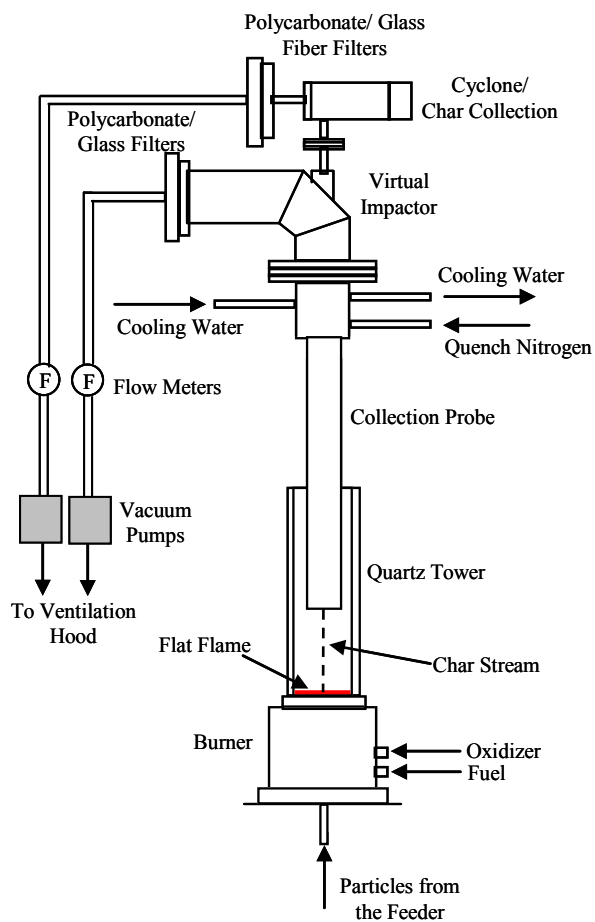 Polycarbonate/ Glass
Fiber Filters
Cyclone/
Char Collection
Polycarbonate/
Glass Filters
Virtual
Impactor
Cooling Water
Cooling Water
Quench Nitrogen
F
F
Flow Meters
Collection Probe
Vacuum
Pumps
Quartz Tower
To Ventilation
Hood
Flat Flame
Char Stream
Burner
Oxidizer
Fuel
Particles from
the Feeder